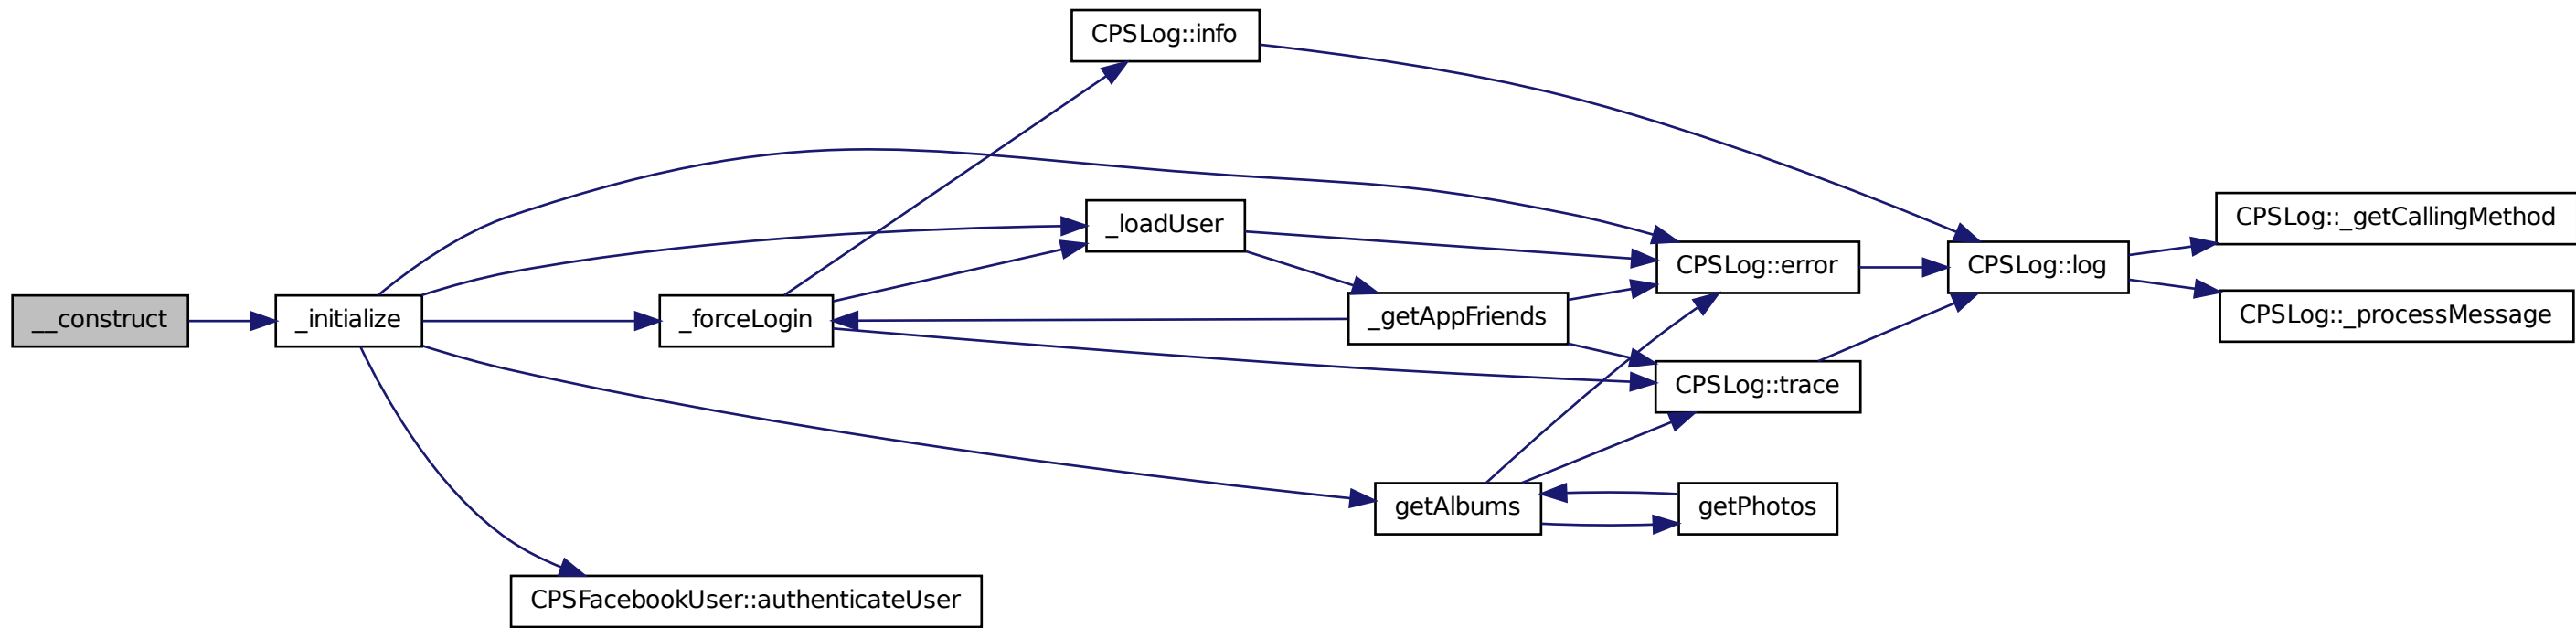 CPSLog::info
_loadUser
CPSLog::_getCallingMethod
CPSLog::error
CPSLog::log
__construct
_initialize
_forceLogin
_getAppFriends
CPSLog::_processMessage
CPSLog::trace
getAlbums
getPhotos
CPSFacebookUser::authenticateUser